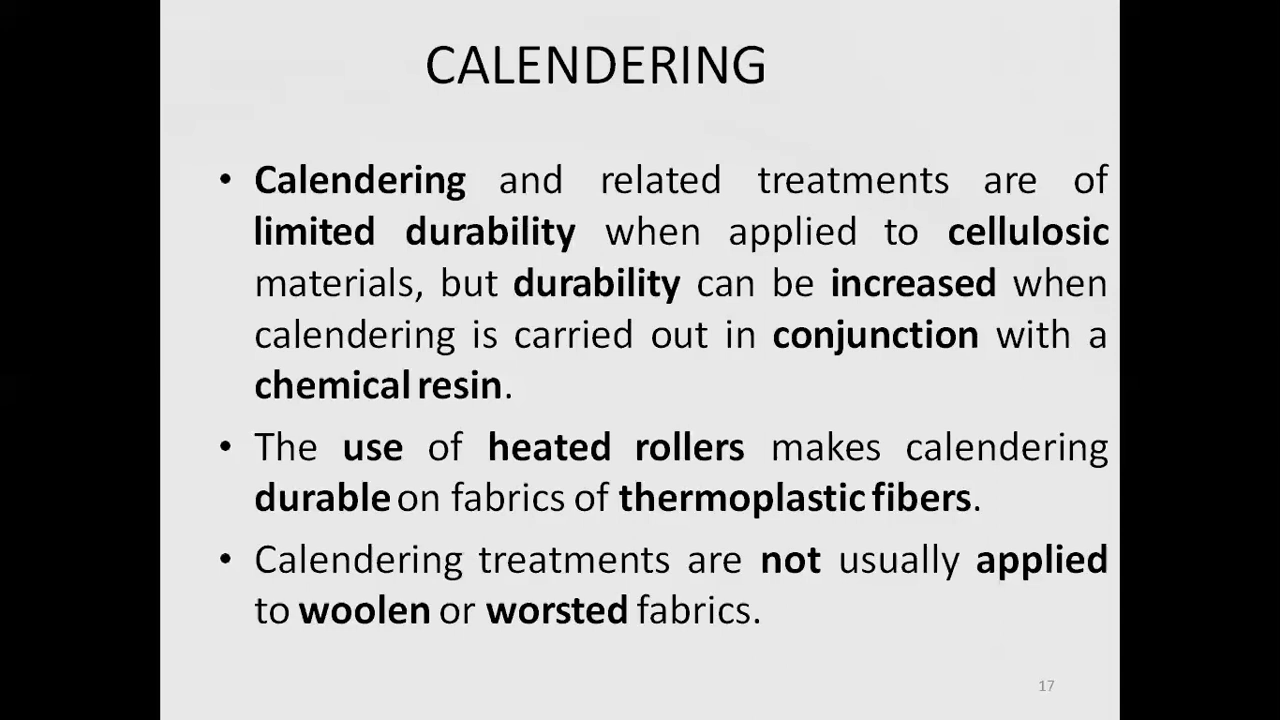 CALENDERING
• Calendering and related treatments are of
limited durability when applied to cellulosic
materials, but durability can be increased when
calendering is carried out in conjunction with a
chemical resin.
• The use of heated rollers makes calendering
durable on fabrics of thermoplastic fibers.
• Calendering treatments are not usually applied
to woolen or worsted fabrics.
17